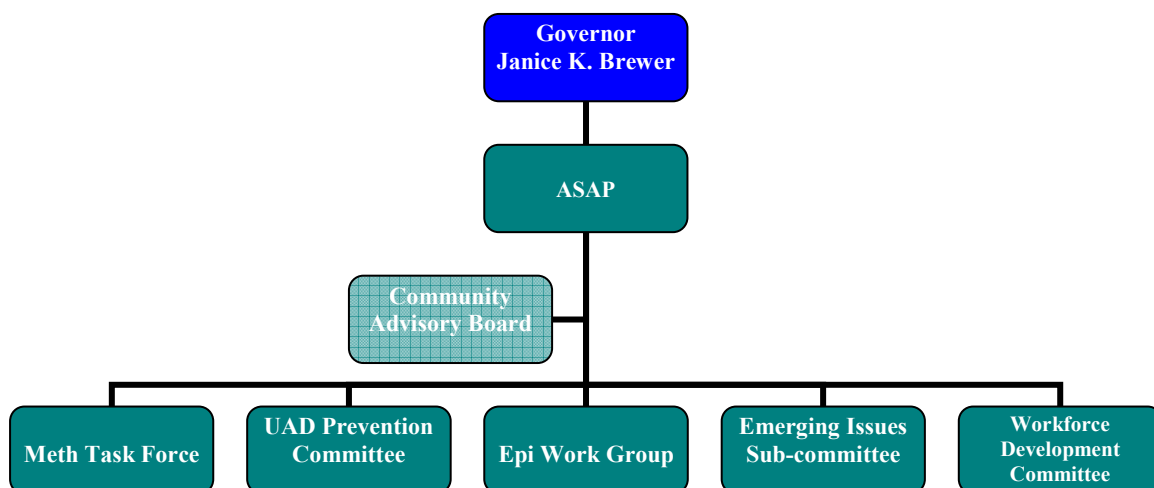 Governor
Janice K. Brewer
ASAP
Community
Advisory Board
Meth Task Force
UAD Prevention
Committee
Epi Work Group
Emerging Issues
Sub-committee
Workforce
Development
Committee